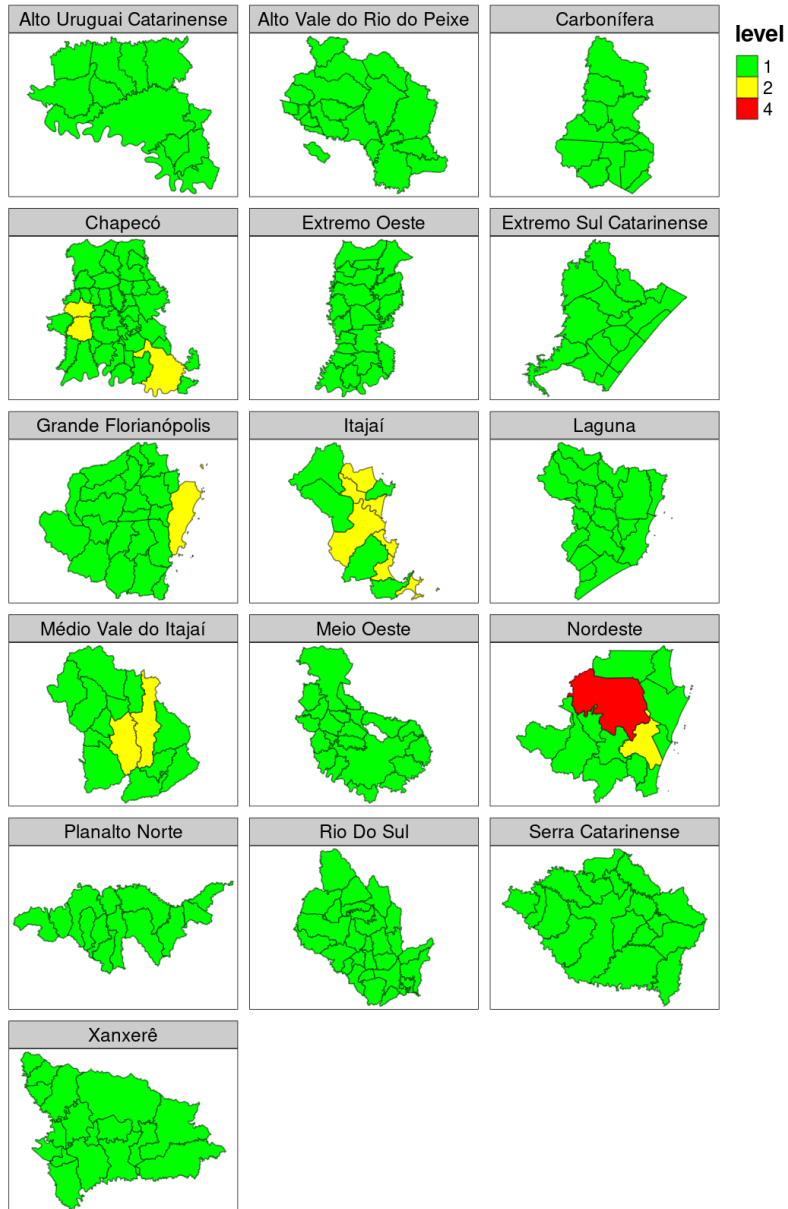 Alto Uruguai Catarinense
Alto Vale do Rio do Peixe
Carbonífera
level
1
2
4
Chapecó
Extremo Oeste
Extremo Sul Catarinense
Grande Florianópolis
Itajaí
Laguna
Médio Vale do Itajaí
Meio Oeste
Nordeste
Planalto Norte
Rio Do Sul
Serra Catarinense
Xanxerê